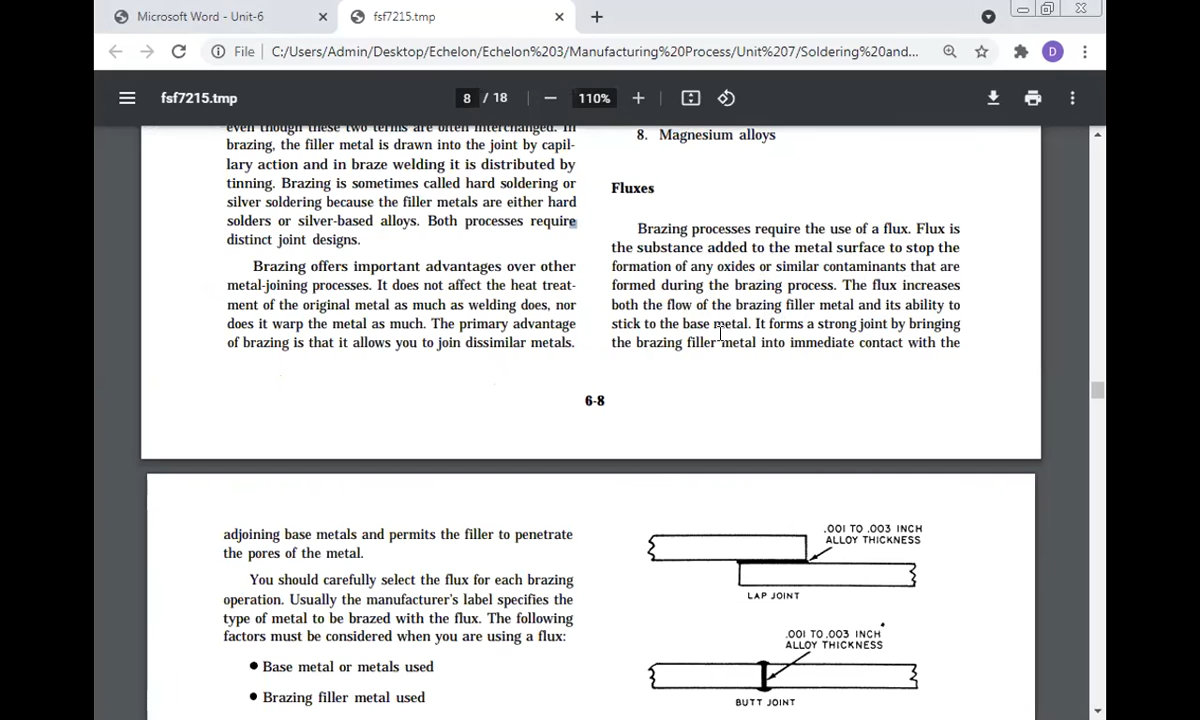 Microsoft Word - Unit-6
fsf7215.tmp
File
C:/Users/Admin/Desktop/Echelon/Echelon%203/Manufacturing%20Process/Unit%207/Soldering%20and...
D
fsf7215.tmp
8 / 18
110%
even though these two terms are often interchanged. In
brazing, the filler metal is drawn into the joint by capil-
lary action and in braze welding it is distributed by
tinning. Brazing is sometimes called hard soldering or
silver soldering because the filler metals are either hard
solders or silver-based alloys. Both processes require
distinct joint designs.
Brazing offers important advantages over other
metal-joining processes. It does not affect the heat treat-
ment of the original metal as much as welding does, nor
does it warp the metal as much. The primary advantage
of brazing is that it allows you to join dissimilar metals.
8. Magnesium alloys
Fluxes
Brazing processes require the use of a flux. Flux is
the substance added to the metal surface to stop the
formation of any oxides or similar contaminants that are
formed during the brazing process. The flux increases
both the flow of the brazing filler metal and its ability to
stick to the base metal. It forms a strong joint by bringing
the brazing filler metal into immediate contact with the
6-8
adjoining base metals and permits the filler to penetrate
the pores of the metal.
You should carefully select the flux for each brazing
operation. Usually the manufacturer's label specifies the
type of metal to be brazed with the flux. The following
factors must be considered when you are using a flux:
● Base metal or metals used
● Brazing filler metal used
.001 TO .003 INCH
ALLOY THICKNESS
LAP JOINT
.001 TO .003 INCH
ALLOY THICKNESS
BUTT JOINT